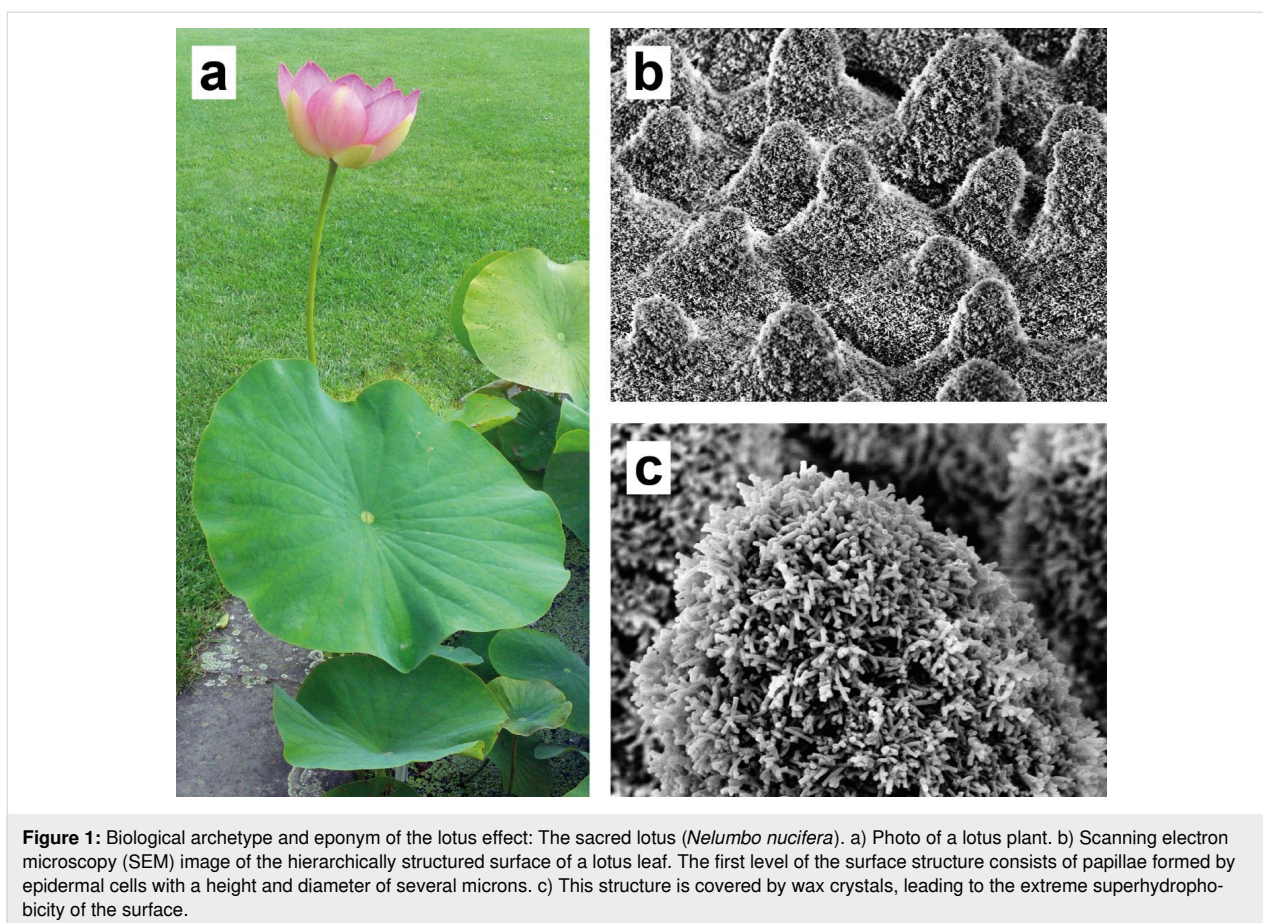 a
b
c
Figure 1: Biological archetype and eponym of the lotus effect: The sacred lotus (Nelumbo nucifera). a) Photo of a lotus plant. b) Scanning electron
microscopy (SEM) image of the hierarchically structured surface of a lotus leaf. The first level of the surface structure consists of papillae formed by
epidermal cells with a height and diameter of several microns. c) This structure is covered by wax crystals, leading to the extreme superhydropho-
bicity of the surface.